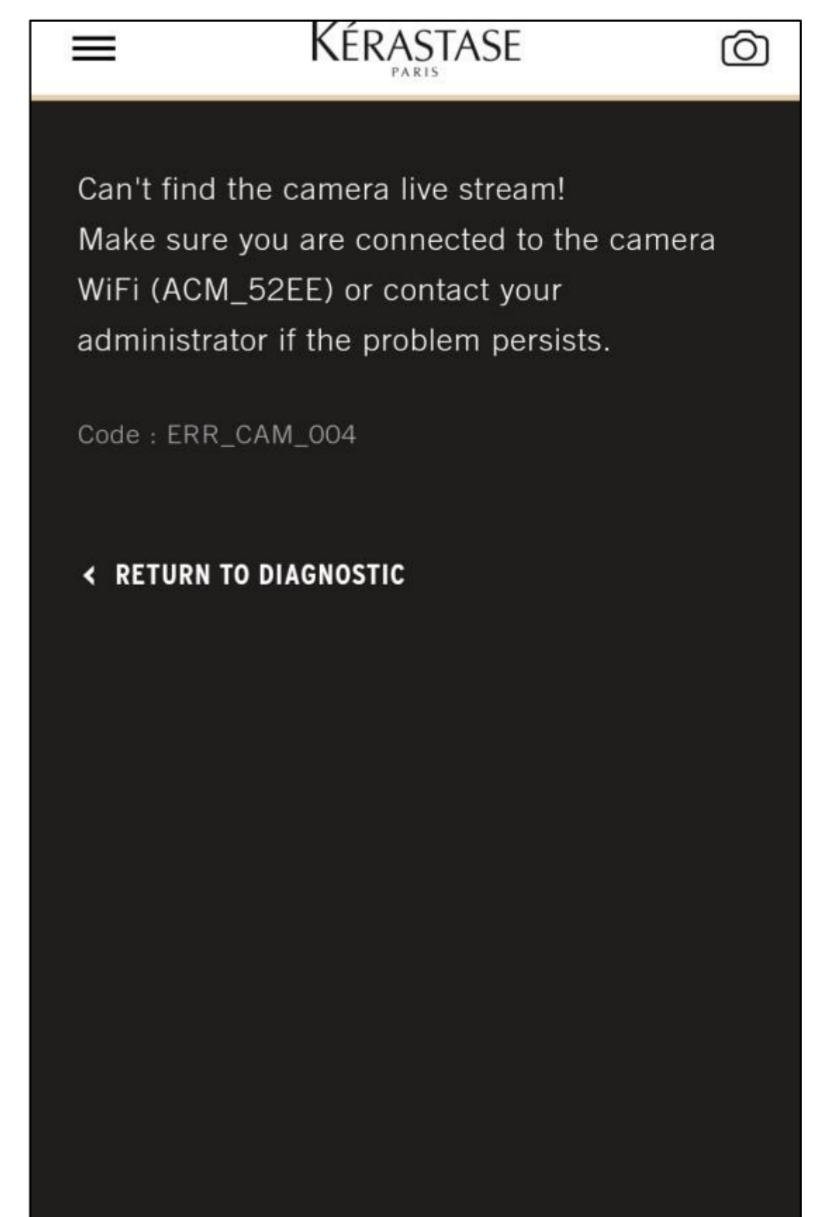 KÉRASTASE
PARIS
Can't find the camera live stream!
Make sure you are connected to the camera
WiFi (ACM_52EE) or contact your
administrator if the problem persists.
Code : ERR_CAM_004
< RETURN TO DIAGNOSTIC